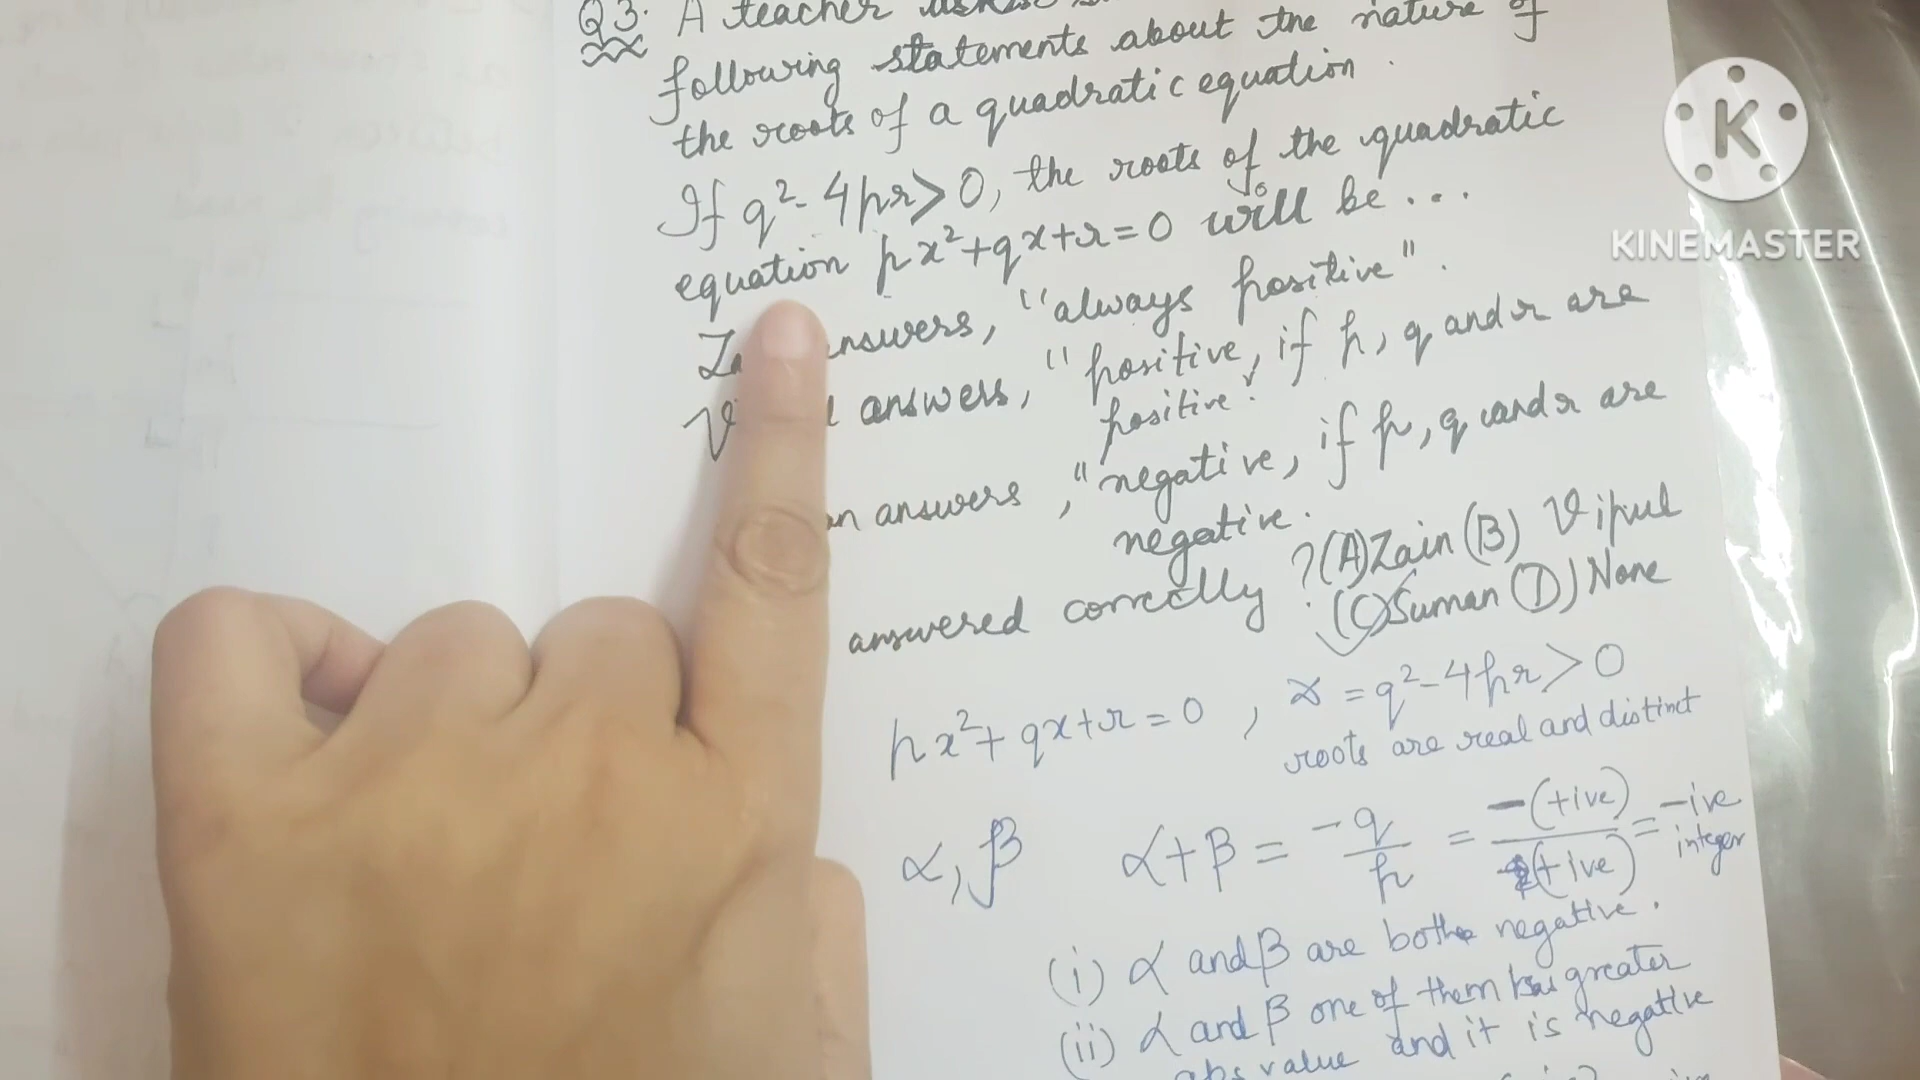 Q3. A teacher
following statements about the nature of
the roots of a quadratic equation.
If q²-4pr>0, the roots of the quadratic
equation px²+qx+r=0 will be...
answers, "always positive".
answers, "positive, if p, q and r are
positive".
answers, "negative, if p, q and r are
negative.
answered correctly? (A) Zain (B) Vipul
(C) Suman (D) None
px²+qx+r=0, α = q²-4pr>0
roots are real and distinct
α, β α+β = -q/p = -(+ive)/(+ive) = -ive
integer
(i) α and β are both negative.
(ii) α and β one of them has greater
abs value and it is negative
K
KINEMASTER